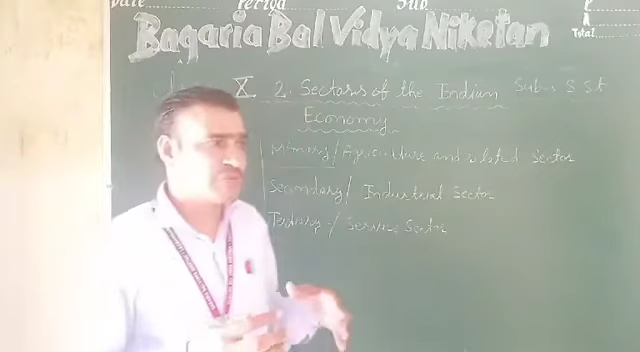 Date Period Sub. P
A
Total
Bagaria Bal Vidya Niketan
X 2. Sectors of the Indian Sub:- S.St
Economy
Primary/Agriculture and related sector
Secondary/ Industrial Sector
Tertiary/ Service Sector